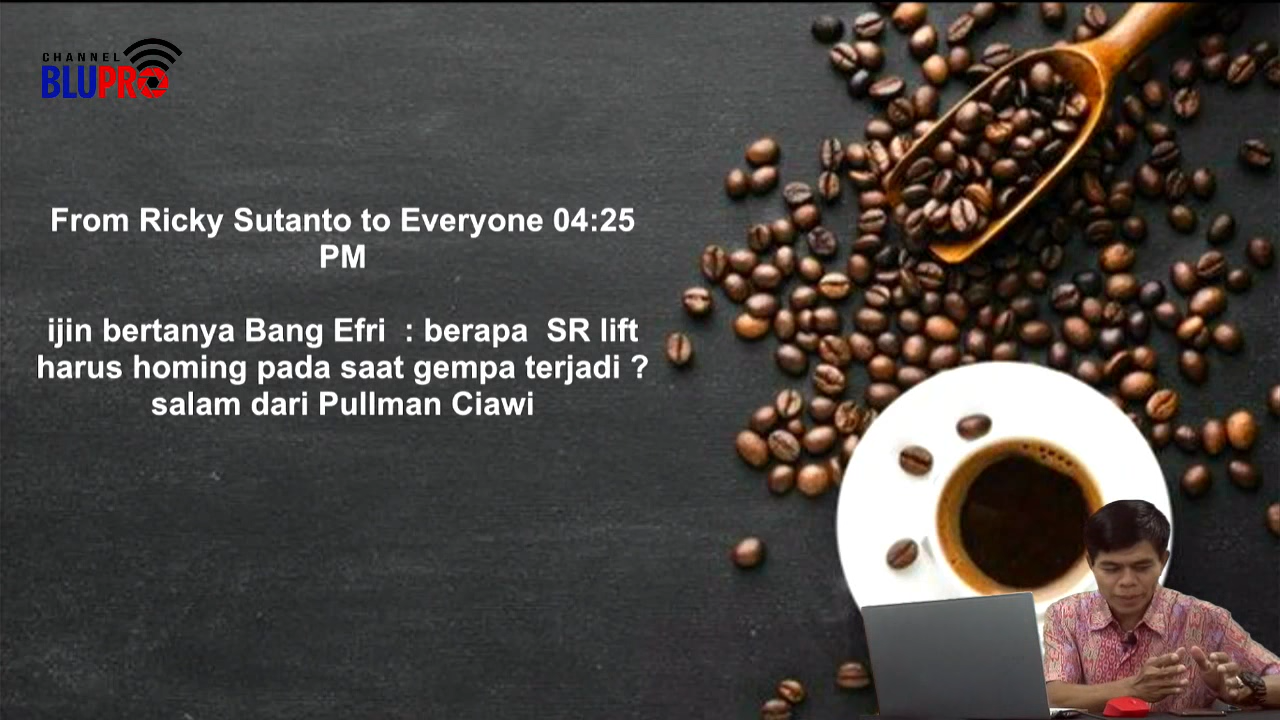 CHANNEL
BLUPRO
From Ricky Sutanto to Everyone 04:25
PM
ijin bertanya Bang Efri : berapa SR lift
harus homing pada saat gempa terjadi ?
salam dari Pullman Ciawi